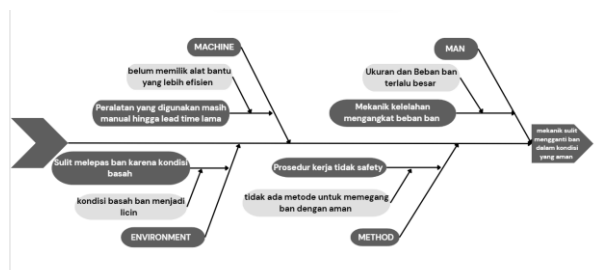 MACHINE
MAN
belum memilik alat bantu
yang lebih efisien
Ukuran dan Beban ban
terlalu besar
Peralatan yang digunakan masih
manual hingga lead time lama
Mekanik kelelahan
mengangkat beban ban
mekanik sulit
mengganti ban
dalam kondisi
yang aman
Sulit melepas ban karena kondisi
basah
Prosedur kerja tidak safety
kondisi basah ban menjadi
licin
tidak ada metode untuk memegang
ban dengan aman
ENVIRONMENT
METHOD